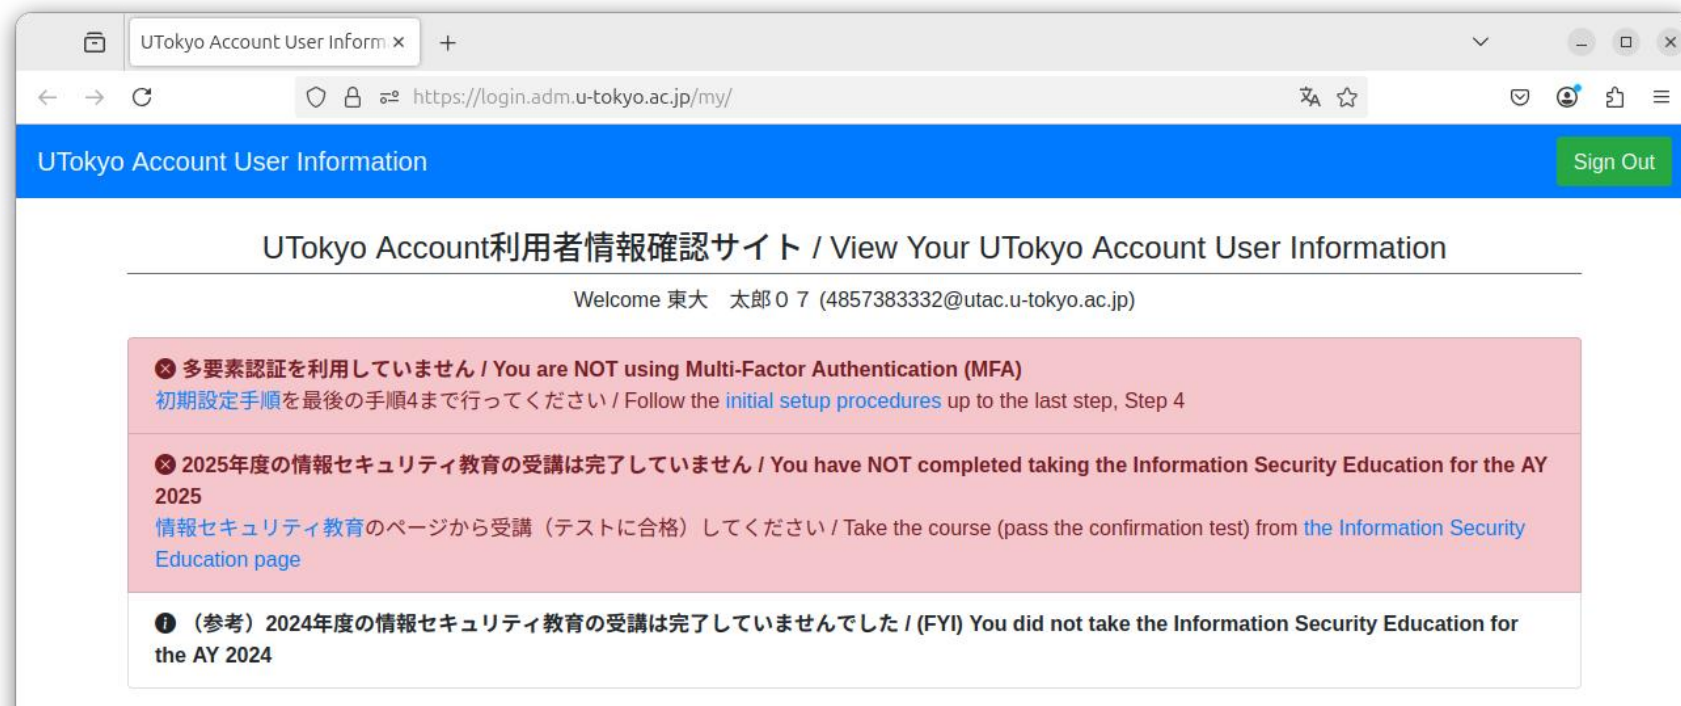 UTokyo Account User Inform
https://login.adm.u-tokyo.ac.jp/my/
UTokyo Account User Information
Sign Out
UTokyo Account利用者情報確認サイト / View Your UTokyo Account User Information
Welcome 東大　太郎０７ (4857383332@utac.u-tokyo.ac.jp)
多要素認証を利用していません / You are NOT using Multi-Factor Authentication (MFA)
初期設定手順を最後の手順4まで行ってください / Follow the initial setup procedures up to the last step, Step 4
2025年度の情報セキュリティ教育の受講は完了していません / You have NOT completed taking the Information Security Education for the AY
2025
情報セキュリティ教育のページから受講（テストに合格）してください / Take the course (pass the confirmation test) from the Information Security
Education page
（参考）2024年度の情報セキュリティ教育の受講は完了していませんでした / (FYI) You did not take the Information Security Education for
the AY 2024